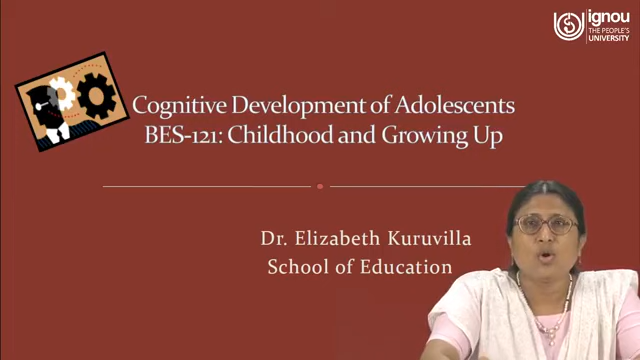 ignou
THE PEOPLE'S
UNIVERSITY
Cognitive Development of Adolescents
BES-121: Childhood and Growing Up
Dr. Elizabeth Kuruvilla
School of Education